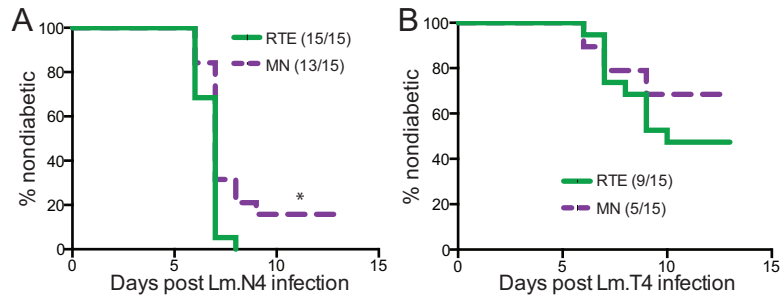 A
% nondiabetic
100
80
60
40
20
0
0 5 10 15
Days post Lm.N4 infection
RTE (15/15)
MN (13/15)
*
B
% nondiabetic
100
80
60
40
20
0
0 5 10 15
Days post Lm.T4 infection
RTE (9/15)
MN (5/15)